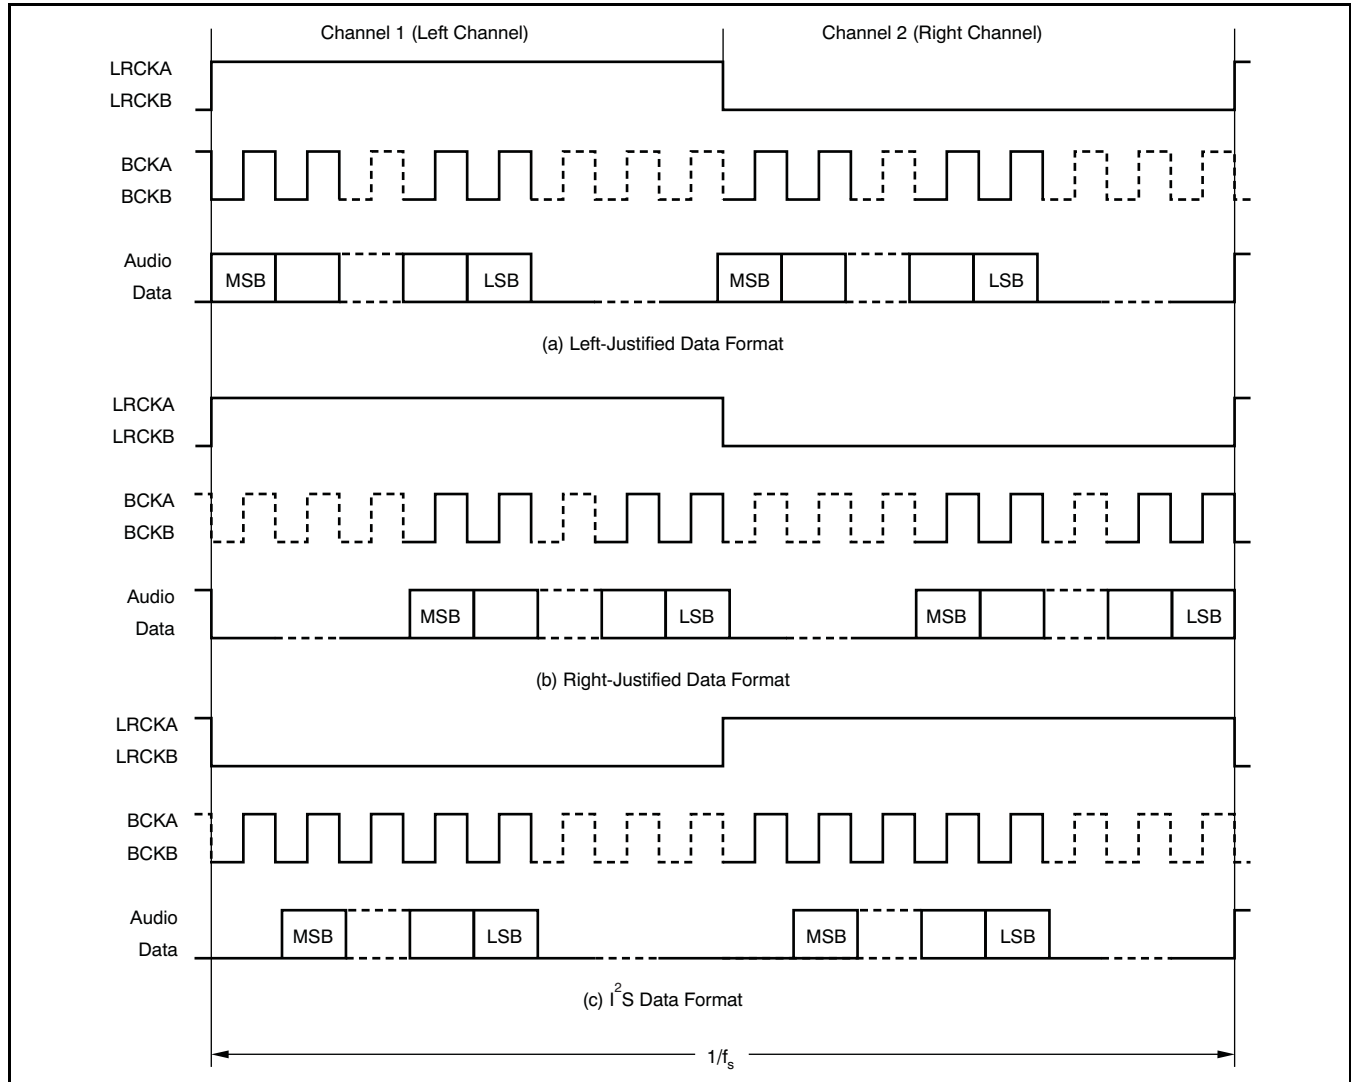 Channel 1 (Left Channel) Channel 2 (Right Channel)
LRCKA
LRCKB
BCKA
BCKB
Audio
Data
MSB LSB MSB LSB
(a) Left-Justified Data Format
LRCKA
LRCKB
BCKA
BCKB
Audio
Data
MSB LSB MSB LSB
(b) Right-Justified Data Format
LRCKA
LRCKB
BCKA
BCKB
Audio
Data
MSB LSB MSB LSB
(c) I²S Data Format
1/fₛ